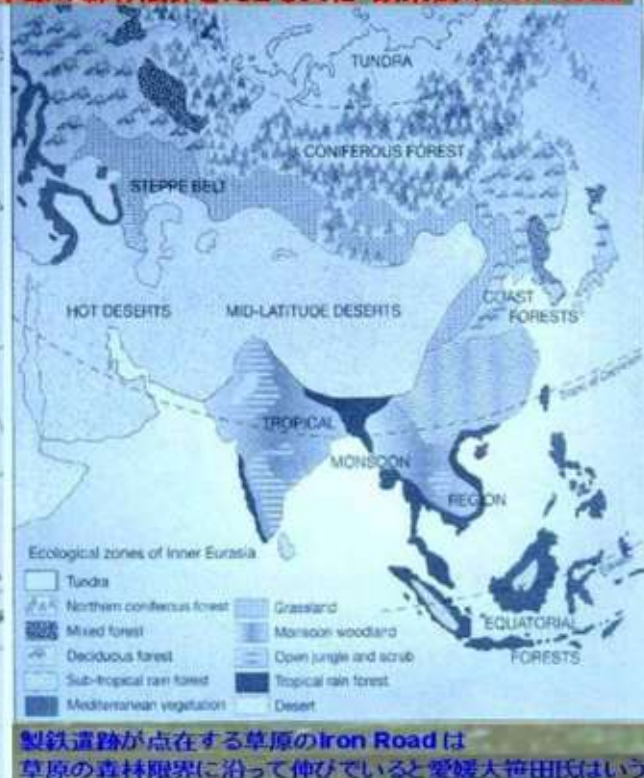 TUNDRA
CONIFEROUS FOREST
STEPPE BELT
HOT DESERTS
MID-LATITUDE DESERTS
COAST
FORESTS
TROPICAL
MONSOON
REGION
EQUATORIAL
FORESTS
Ecological zones of Inner Eurasia
Tundra
Northern coniferous forest
Mixed forest
Deciduous forest
Sub-tropical rain forest
Mediterranean vegetation
Grassland
Monsoon woodland
Open jungle and scrub
Tropical rain forest
Desert
製鉄遺跡が点在する草原のIron Road は
草原の森林限界に沿って伸びていると愛媛大笹田氏はいう